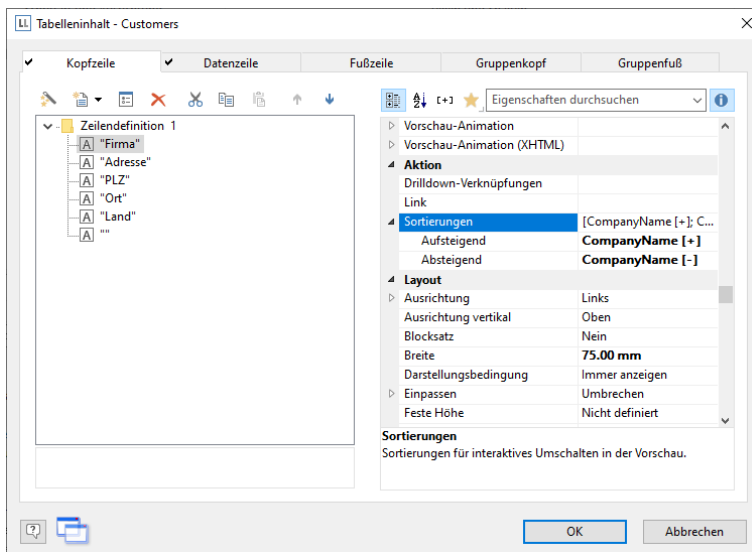 LL Tabelleninhalt - Customers
Kopfzeile Datenzeile Fußzeile Gruppenkopf Gruppenfuß
Eigenschaften durchsuchen
Zeilendefinition 1
A "Firma"
A "Adresse"
A "PLZ"
A "Ort"
A "Land"
A ""
Vorschau-Animation
Vorschau-Animation (XHTML)
Aktion
Drilldown-Verknüpfungen
Link
Sortierungen [CompanyName [+]; C...
Aufsteigend CompanyName [+]
Absteigend CompanyName [-]
Layout
Ausrichtung Links
Ausrichtung vertikal Oben
Blocksatz Nein
Breite 75.00 mm
Darstellungsbedingung Immer anzeigen
Einpassen Umbrechen
Feste Höhe Nicht definiert
Sortierungen
Sortierungen für interaktives Umschalten in der Vorschau.
OK Abbrechen